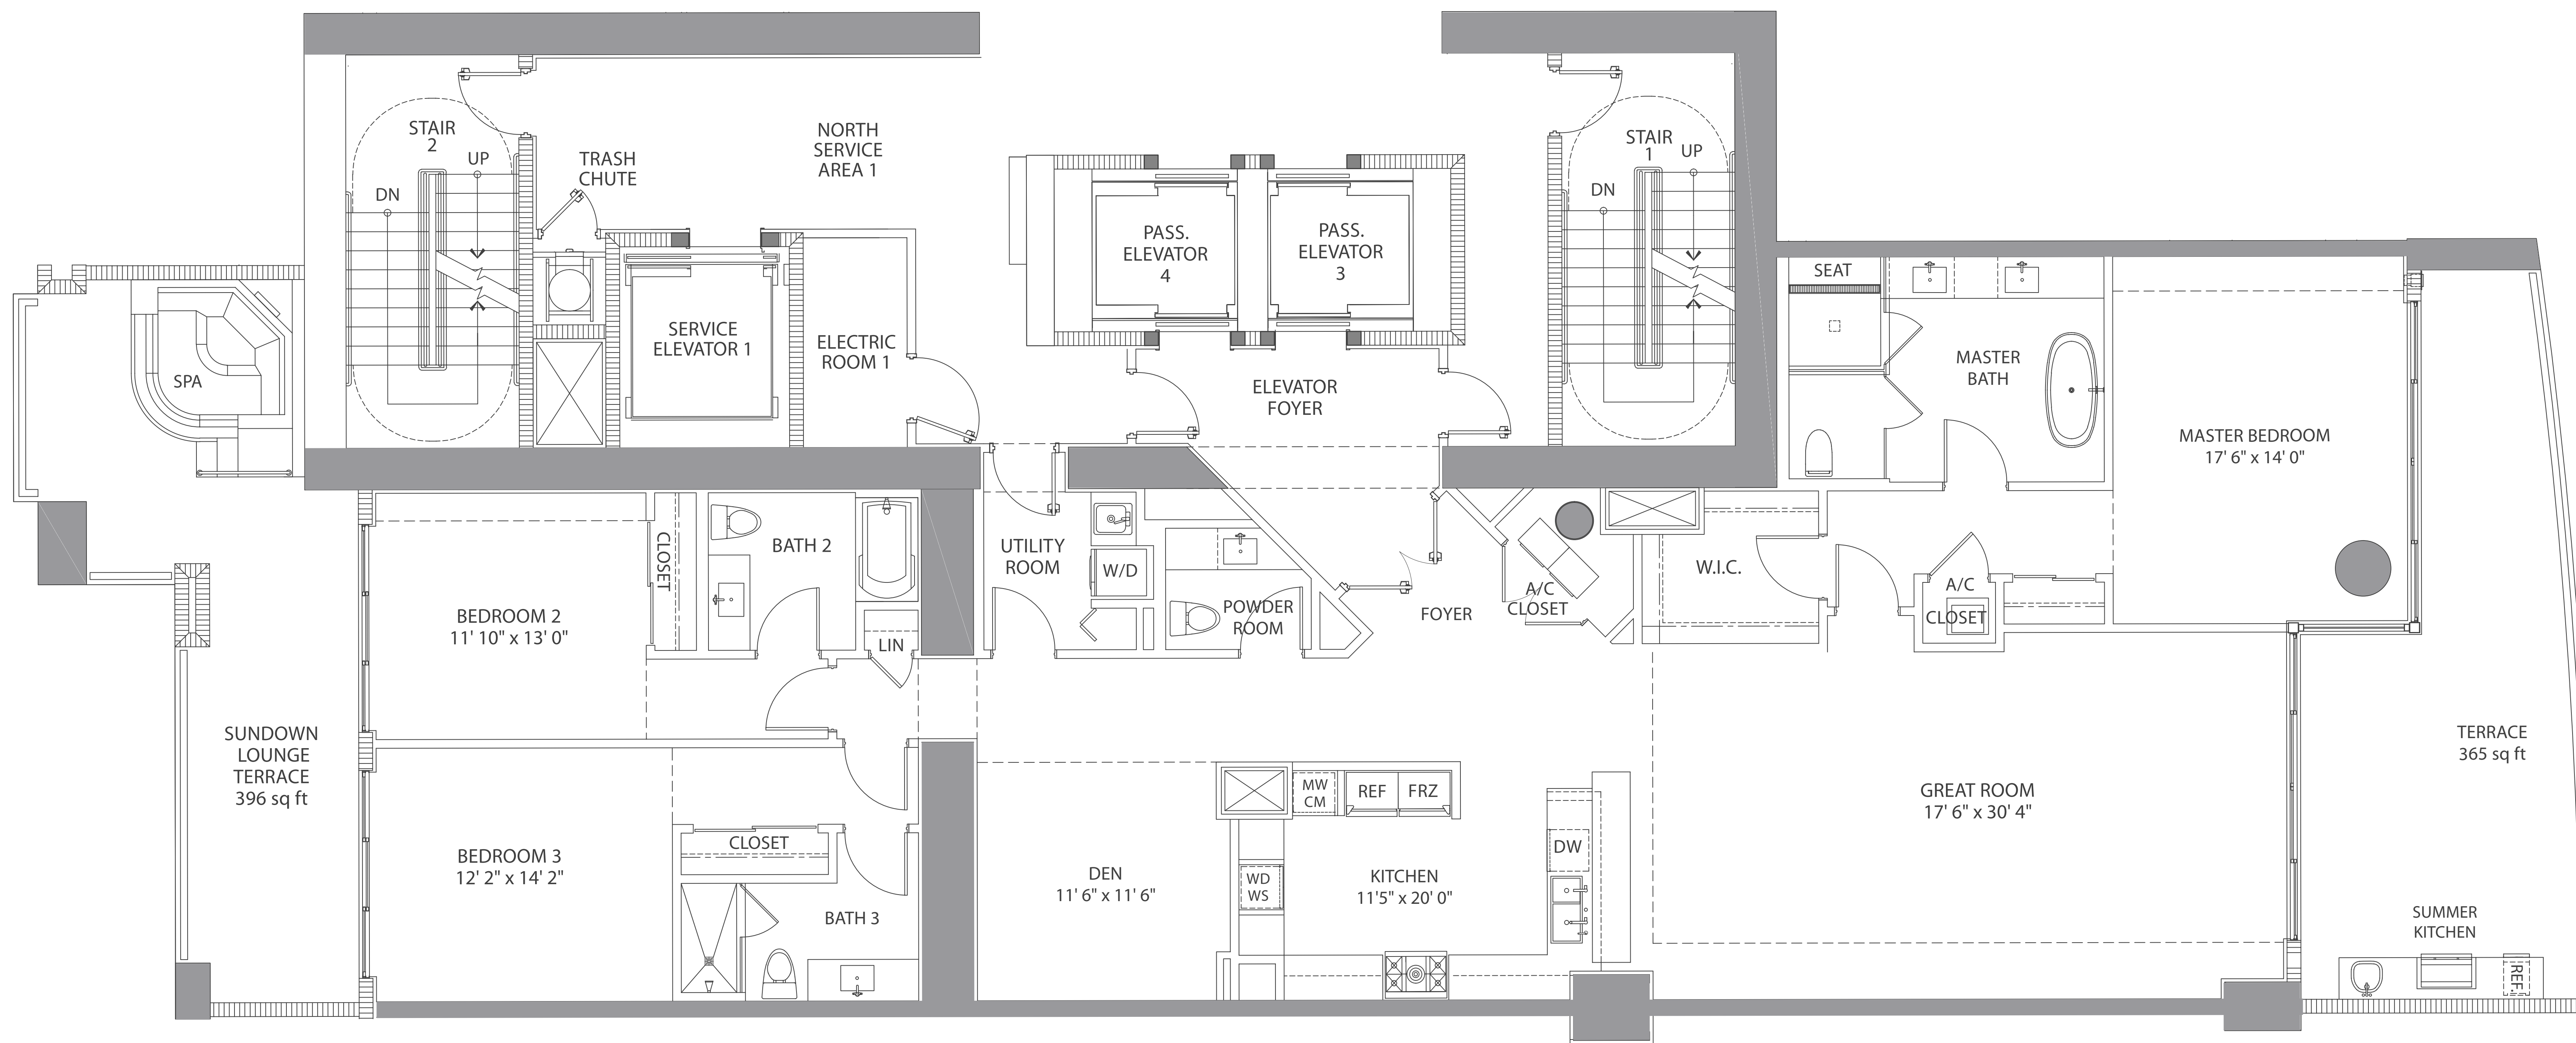 STAIR
2
UP
DN
TRASH
CHUTE
NORTH
SERVICE
AREA 1
SERVICE
ELEVATOR 1
ELECTRIC
ROOM 1
PASS.
ELEVATOR
4
PASS.
ELEVATOR
3
ELEVATOR
FOYER
STAIR
1
UP
DN
SEAT
MASTER
BATH
MASTER BEDROOM
17' 6" x 14' 0"
SPA
CLOSET
BATH 2
BEDROOM 2
11' 10" x 13' 0"
LIN
UTILITY
ROOM
W/D
POWDER
ROOM
FOYER
A/C
CLOSET
W.I.C.
A/C
CLOSET
SUNDOWN
LOUNGE
TERRACE
396 sq ft
BEDROOM 3
12' 2" x 14' 2"
CLOSET
BATH 3
DEN
11' 6" x 11' 6"
MW
CM
REF
FRZ
WD
WS
KITCHEN
11'5" x 20' 0"
DW
GREAT ROOM
17' 6" x 30' 4"
TERRACE
365 sq ft
SUMMER
KITCHEN
REF.